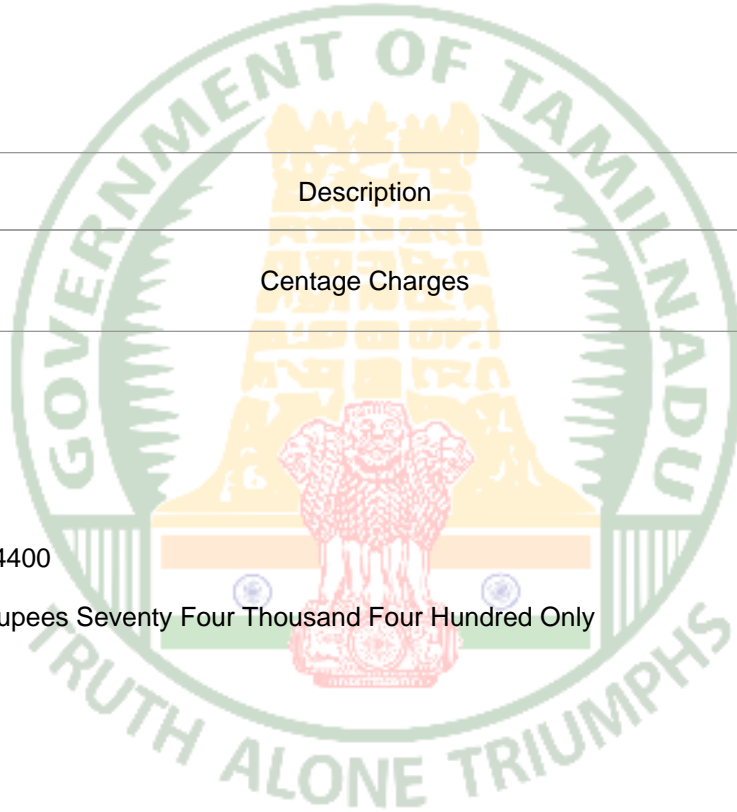 GOVERNMENT OF TAMILNADU
Description
Centage Charges
4400
upees Seventy Four Thousand Four Hundred Only
TRUTH ALONE TRIUMPHS